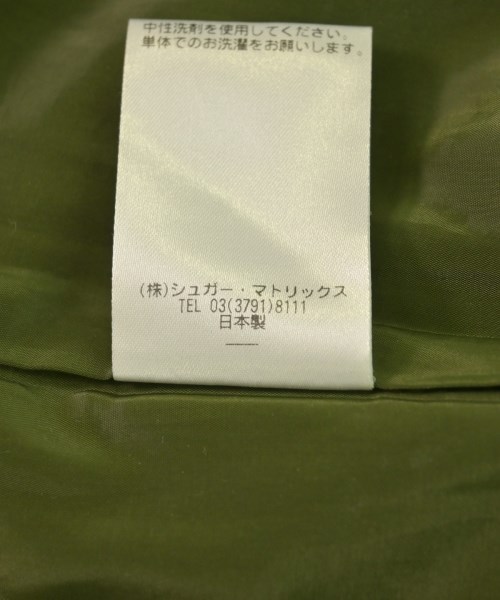 中性洗剤を使用してください。
単体でのお洗濯をお願いします。
(株)シュガー・マトリックス
TEL 03(3791)8111
日本製